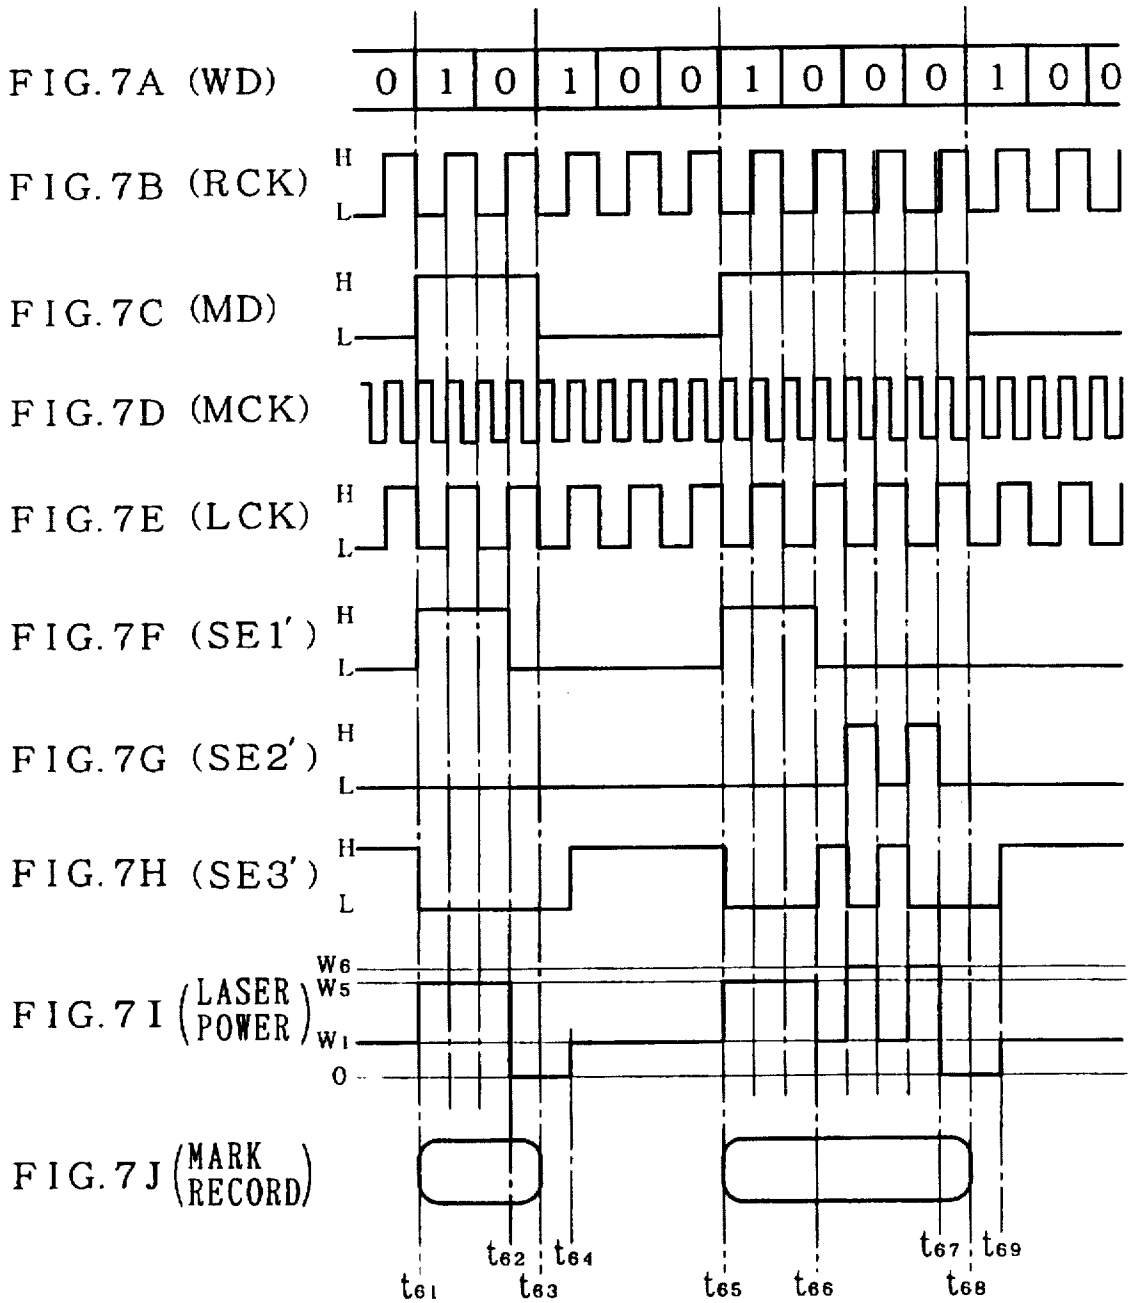 FIG.7A (WD) 0 1 0 1 0 0 1 0 0 0 1 0 0
FIG.7B (RCK) H L
FIG.7C (MD) H L
FIG.7D (MCK)
FIG.7E (LCK) H L
FIG.7F (SE1') H L
FIG.7G (SE2') H L
FIG.7H (SE3') H L
FIG.7I (LASER POWER) W6 W5 W1 0
FIG.7J (MARK RECORD)
t62 t64 t67 t69
t61 t63 t65 t66 t68